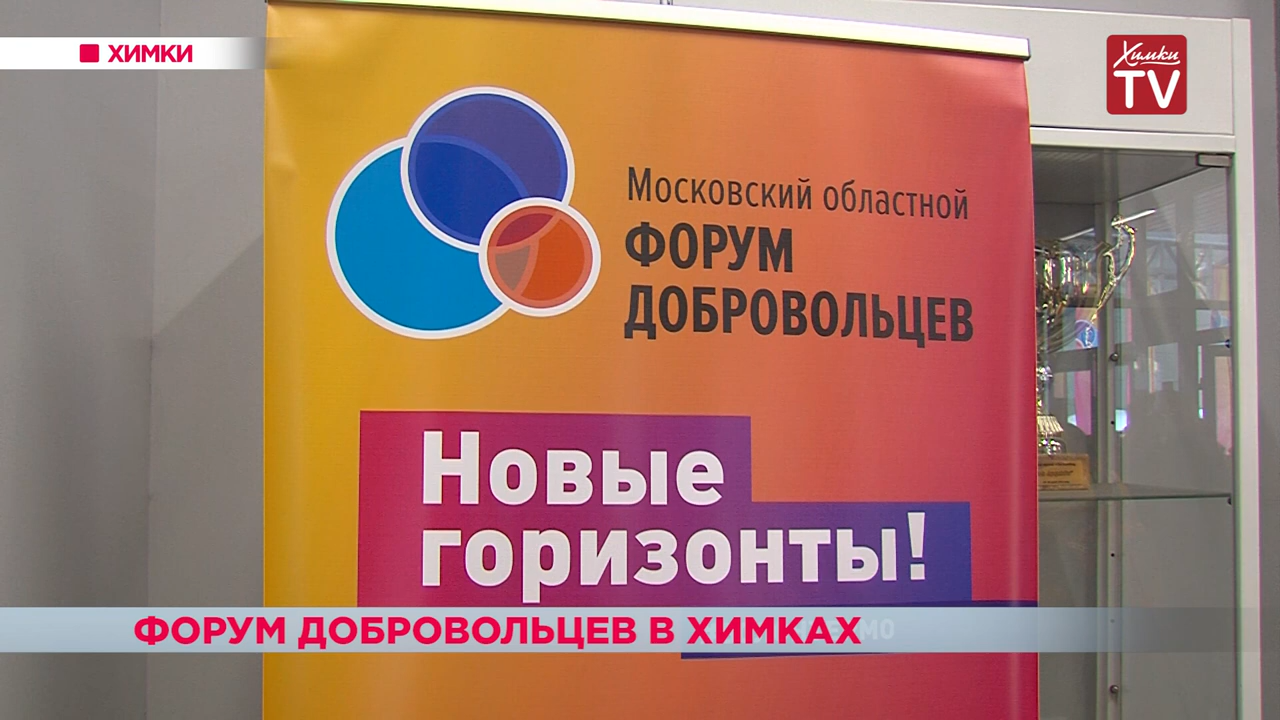 ХИМКИ
Химки
TV
Московский областной
ФОРУМ
ДОБРОВОЛЬЦЕВ
Новые
горизонты!
ФОРУМ ДОБРОВОЛЬЦЕВ В ХИМКАХ